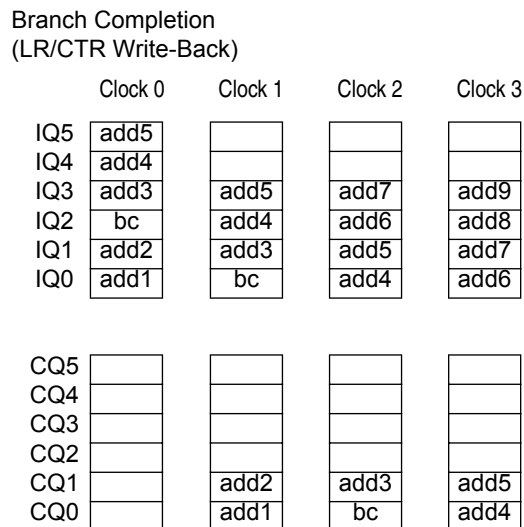 Branch Completion
(LR/CTR Write-Back)
Clock 0 Clock 1 Clock 2 Clock 3
IQ5 add5
IQ4 add4
IQ3 add3 add5 add7 add9
IQ2 bc add4 add6 add8
IQ1 add2 add3 add5 add7
IQ0 add1 bc add4 add6
CQ5
CQ4
CQ3
CQ2
CQ1 add2 add3 add5
CQ0 add1 bc add4